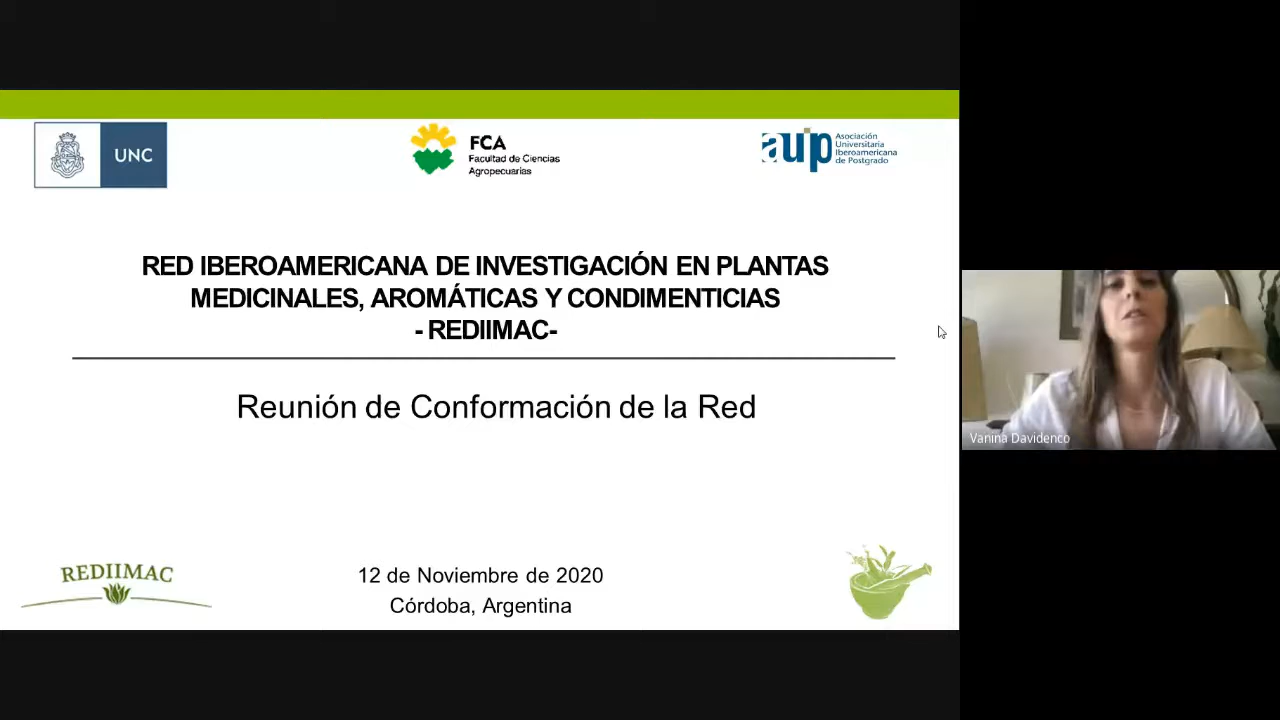 UNC
FCA
Facultad de Ciencias
Agropecuarias
auip
Asociación
Universitaria
Iberoamericana
de Postgrado
RED IBEROAMERICANA DE INVESTIGACIÓN EN PLANTAS
MEDICINALES, AROMÁTICAS Y CONDIMENTICIAS
- REDIIMAC-
Reunión de Conformación de la Red
Vanina Davidenco
REDIIMAC
12 de Noviembre de 2020
Córdoba, Argentina